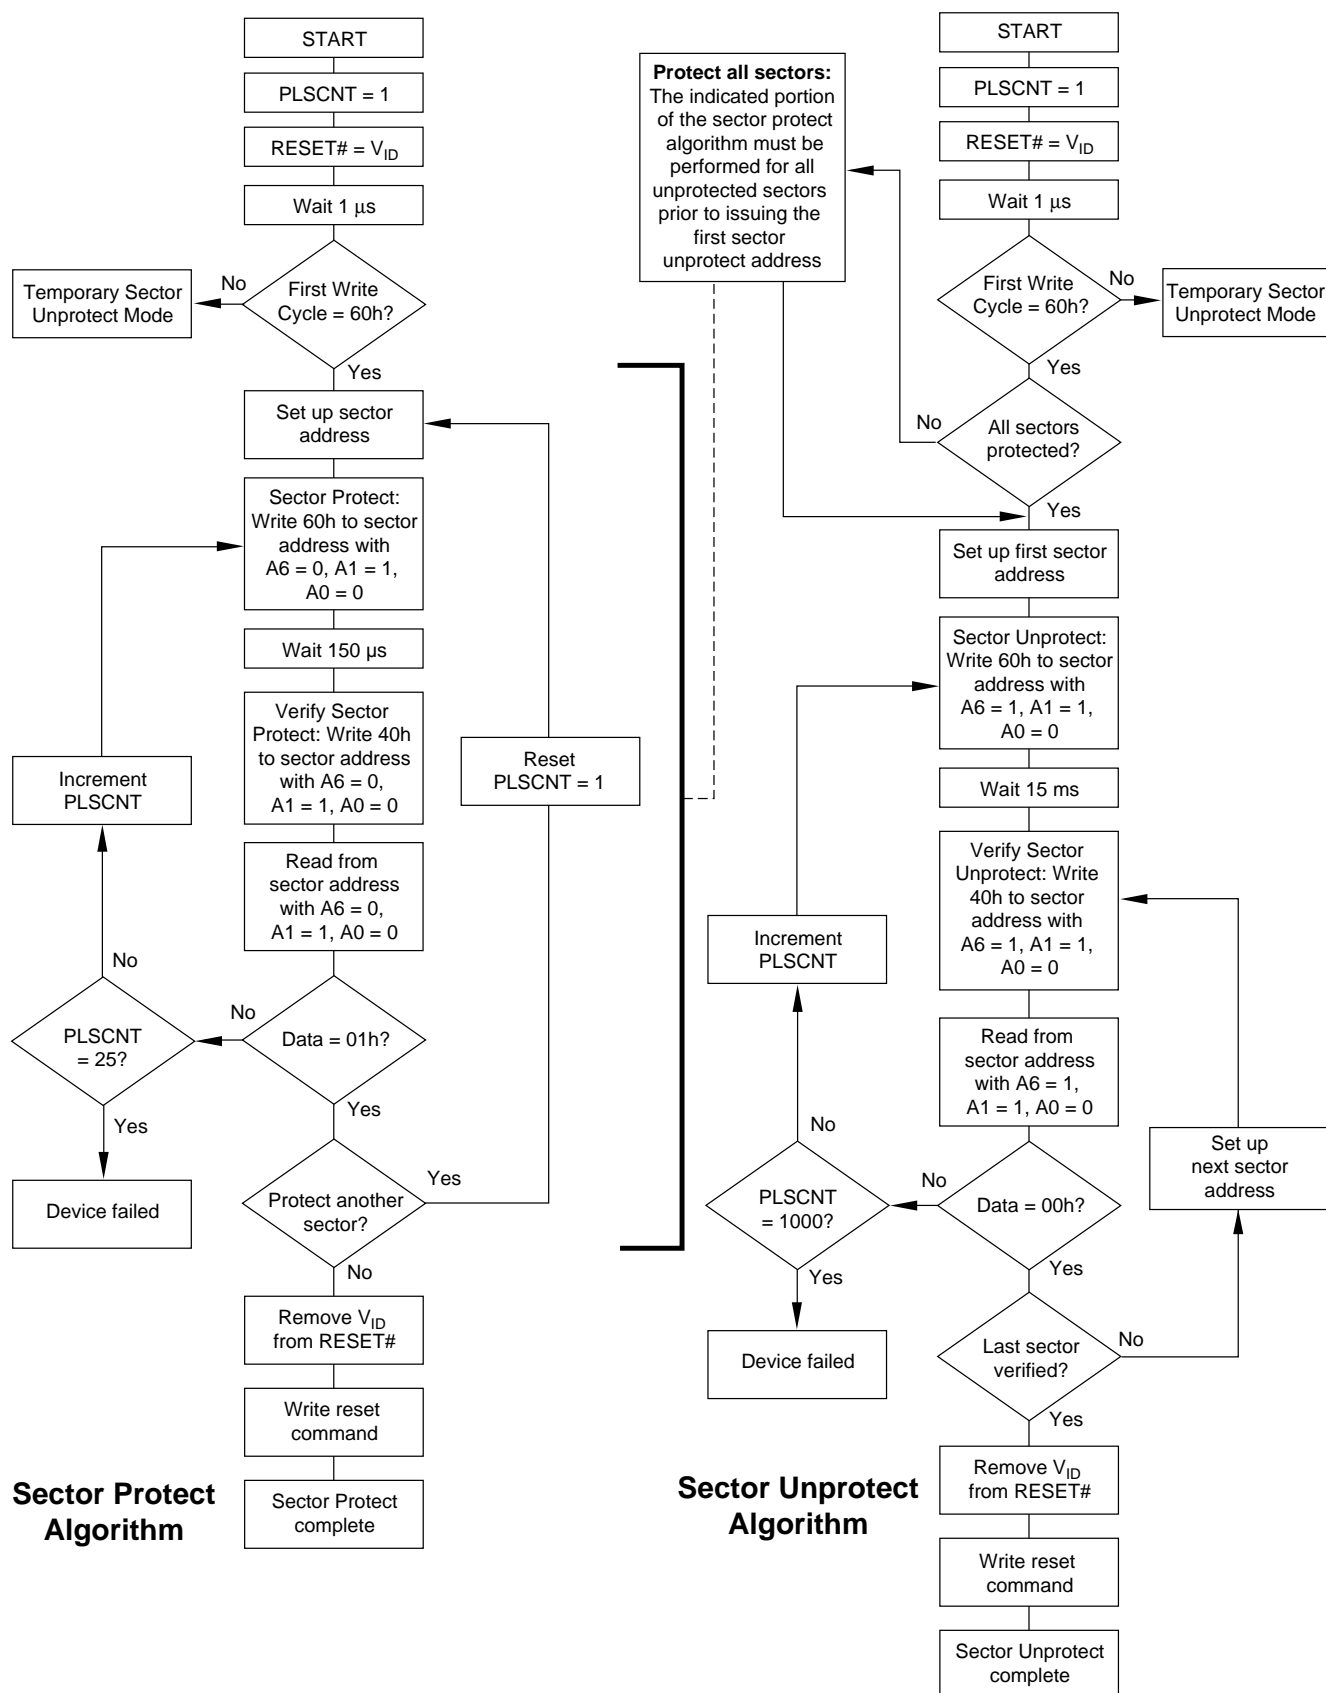 START
PLSCNT = 1
RESET# = VID
Wait 1 μs
First Write
Cycle = 60h?
No
Temporary Sector
Unprotect Mode
Yes
Set up sector
address
Sector Protect:
Write 60h to sector
address with
A6 = 0, A1 = 1,
A0 = 0
Wait 150 µs
Verify Sector
Protect: Write 40h
to sector address
with A6 = 0,
A1 = 1, A0 = 0
Reset
PLSCNT = 1
Increment
PLSCNT
Read from
sector address
with A6 = 0,
A1 = 1, A0 = 0
No
PLSCNT
= 25?
No
Data = 01h?
Yes
Yes
Device failed
Protect another
sector?
Yes
No
Remove VID
from RESET#
Write reset
command
Sector Protect
complete
Sector Protect
Algorithm
Protect all sectors:
The indicated portion
of the sector protect
algorithm must be
performed for all
unprotected sectors
prior to issuing the
first sector
unprotect address
START
PLSCNT = 1
RESET# = VID
Wait 1 μs
First Write
Cycle = 60h?
No
Temporary Sector
Unprotect Mode
Yes
No
All sectors
protected?
Yes
Set up first sector
address
Sector Unprotect:
Write 60h to sector
address with
A6 = 1, A1 = 1,
A0 = 0
Wait 15 ms
Verify Sector
Unprotect: Write
40h to sector
address with
A6 = 1, A1 = 1,
A0 = 0
Increment
PLSCNT
Read from
sector address
with A6 = 1,
A1 = 1, A0 = 0
No
PLSCNT
= 1000?
No
Data = 00h?
Set up
next sector
address
Yes
Yes
Device failed
Last sector
verified?
No
Yes
Remove VID
from RESET#
Write reset
command
Sector Unprotect
complete
Sector Unprotect
Algorithm